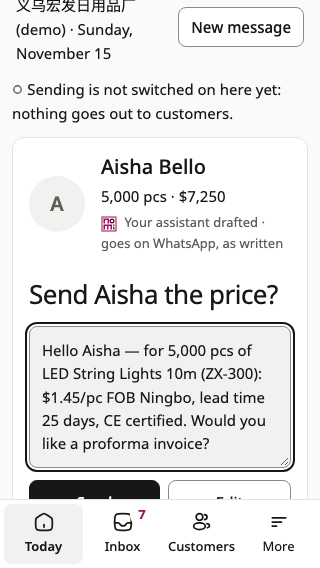 义乌宏发日用品厂
(demo) · Sunday,
November 15
New message
Sending is not switched on here yet:
nothing goes out to customers.
A
Aisha Bello
5,000 pcs · $7,250
Your assistant drafted ·
goes on WhatsApp, as written
Send Aisha the price?
Hello Aisha — for 5,000 pcs of
LED String Lights 10m (ZX-300):
$1.45/pc FOB Ningbo, lead time
25 days, CE certified. Would you
like a proforma invoice?
7
Today
Inbox
Customers
More